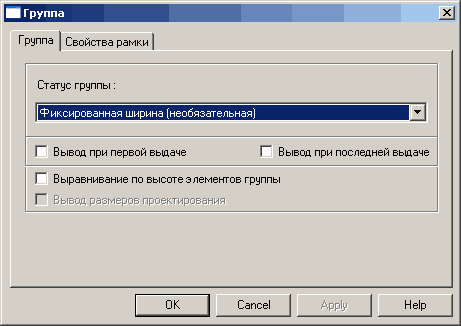 Группа
Группа Свойства рамки
Статус группы :
Фиксированная ширина (необязательная)
Вывод при первой выдаче Вывод при последней выдаче
Выравнивание по высоте элементов группы
Вывод размеров проектирования
OK Cancel Apply Help